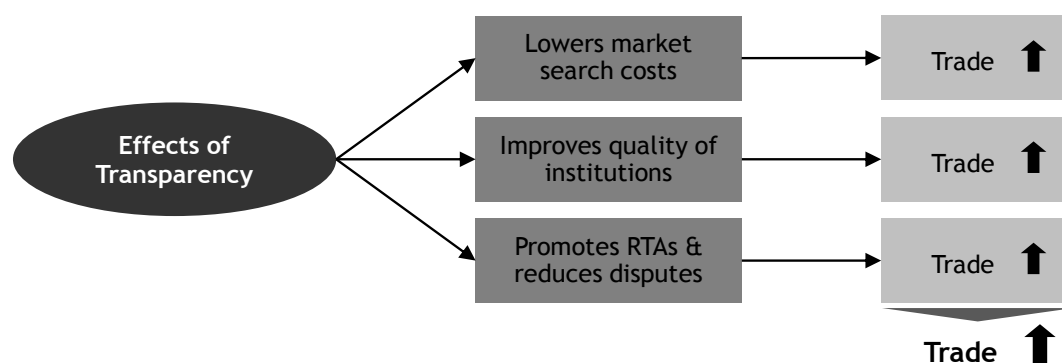 Lowers market
search costs
Trade
Effects of
Transparency
Improves quality of
institutions
Trade
Promotes RTAs &
reduces disputes
Trade
Trade